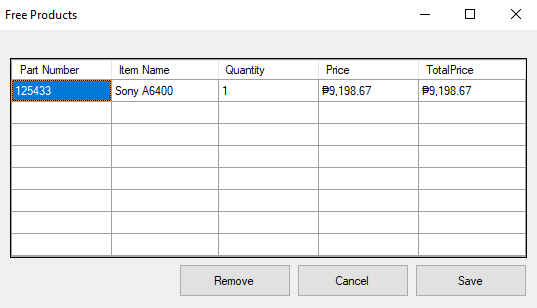 Free Products
Part Number Item Name Quantity Price TotalPrice
125433 Sony A6400 1 ₱9,198.67 ₱9,198.67
Remove Cancel Save